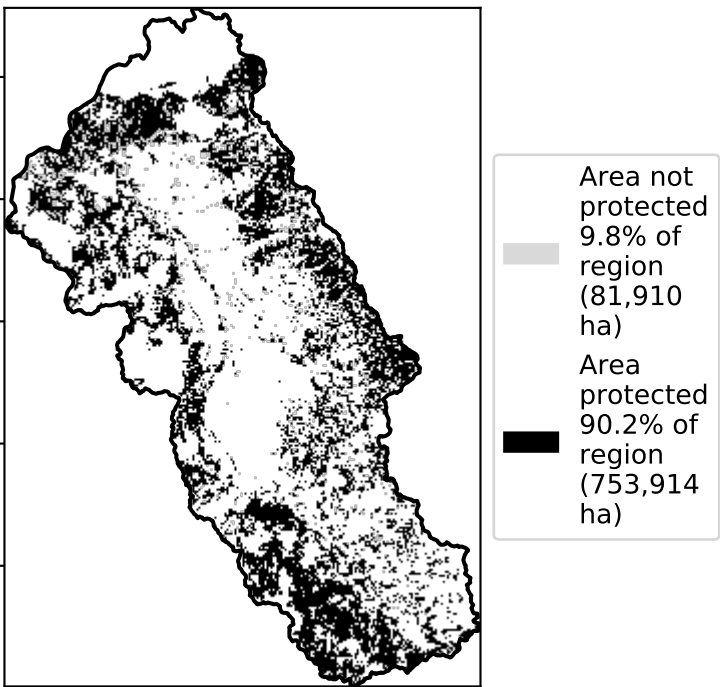 Area not
protected
9.8% of
region
(81,910
ha)
Area
protected
90.2% of
region
(753,914
ha)